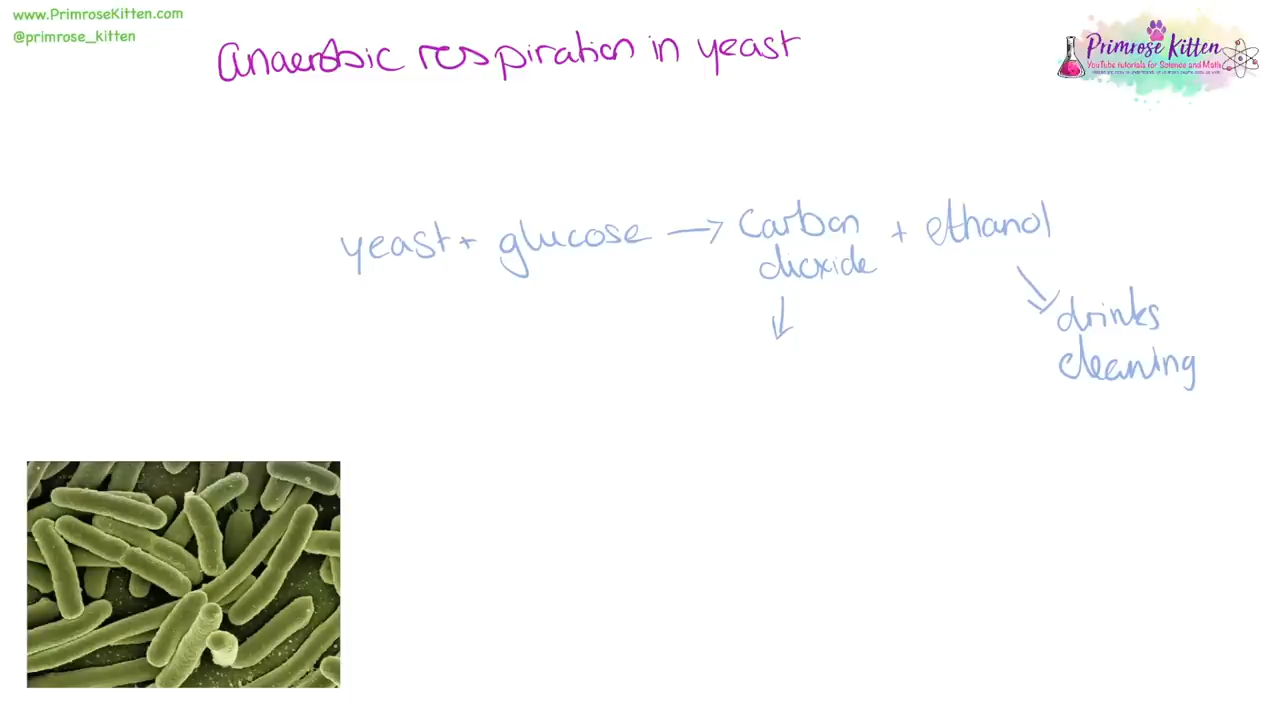 www.PrimroseKitten.com
@primrose_kitten
anaerobic respiration in yeast
Primrose Kitten
YouTube tutorials for Science and Math
yeast + glucose → carbon dioxide + ethanol
drinks
cleaning